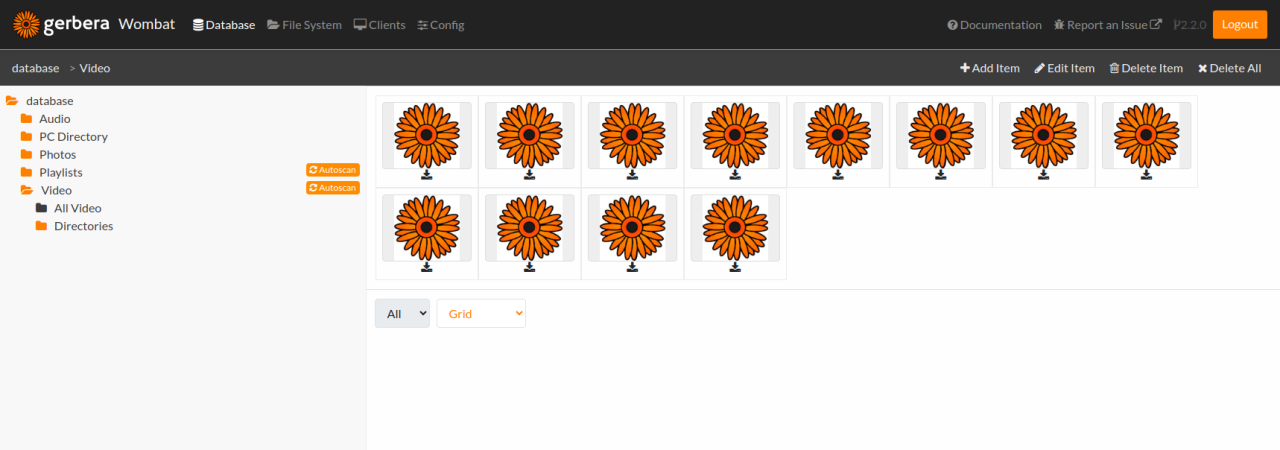 gerbera Wombat Database File System Clients Config Documentation Report an Issue 2.2.0 Logout
database > Video Add Item Edit Item Delete Item Delete All
database
Audio
PC Directory
Photos
Playlists Autoscan
Video Autoscan
All Video
Directories
All Grid